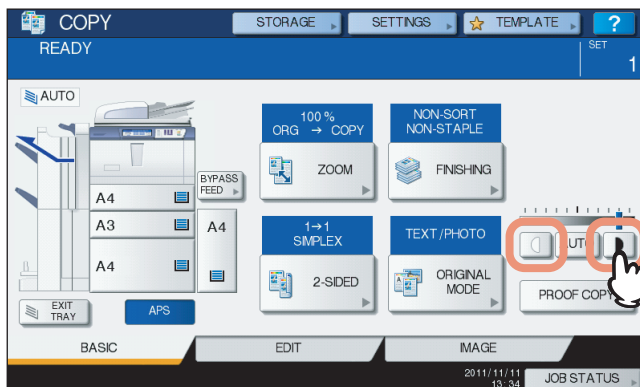 COPY
STORAGE
SETTINGS
TEMPLATE
?
READY
SET
1
AUTO
100 %
ORG → COPY
NON-SORT
NON-STAPLE
ZOOM
FINISHING
BYPASS
FEED
A4
A3
A4
A4
1→1
SIMPLEX
TEXT/PHOTO
AUTO
2-SIDED
ORIGINAL
MODE
PROOF COPY
EXIT
TRAY
APS
BASIC
EDIT
IMAGE
2011/11/11
13:34
JOB STATUS